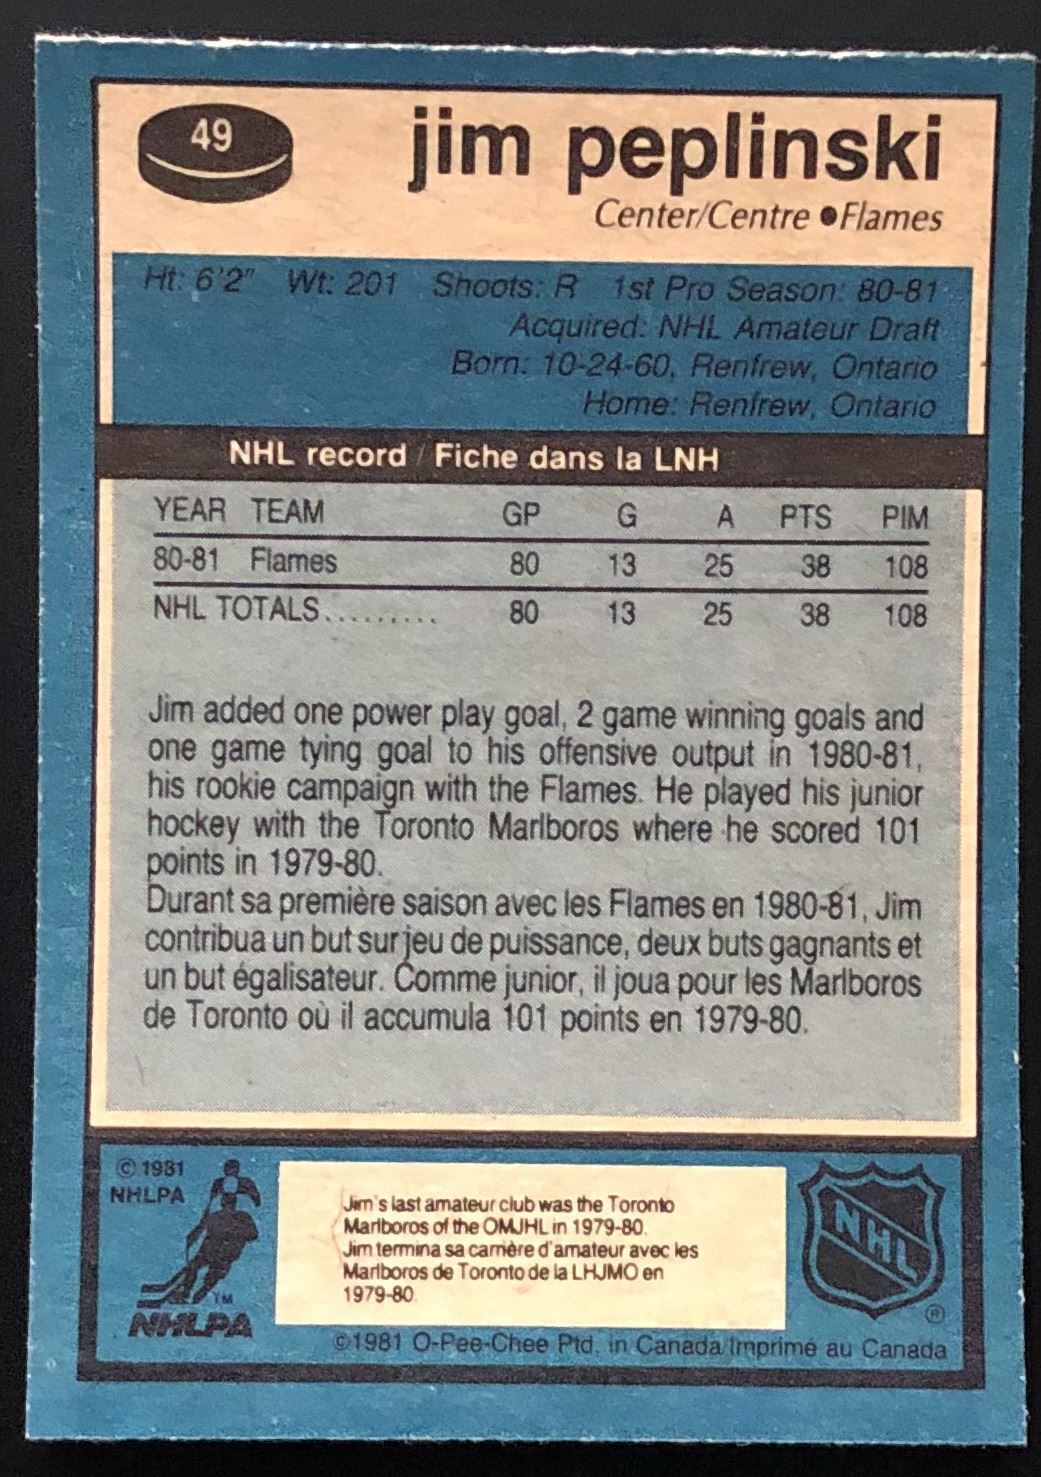 49
jim peplinski
Center/Centre ●Flames
Ht: 6'2" Wt: 201 Shoots: R 1st Pro Season: 80-81
Acquired: NHL Amateur Draft
Born: 10-24-60, Renfrew, Ontario
Home: Renfrew, Ontario
NHL record / Fiche dans la LNH
YEAR TEAM GP G A PTS PIM
80-81 Flames 80 13 25 38 108
NHL TOTALS......... 80 13 25 38 108
Jim added one power play goal, 2 game winning goals and
one game tying goal to his offensive output in 1980-81,
his rookie campaign with the Flames. He played his junior
hockey with the Toronto Marlboros where he scored 101
points in 1979-80.
Durant sa première saison avec les Flames en 1980-81, Jim
contribua un but sur jeu de puissance, deux buts gagnants et
un but égalisateur. Comme junior, il joua pour les Marlboros
de Toronto où il accumula 101 points en 1979-80.
© 1981
NHLPA
TM
NHLPA
Jim's last amateur club was the Toronto
Marlboros of the OMJHL in 1979-80.
Jim termina sa carrière d'amateur avec les
Marlboros de Toronto de la LHJMO en
1979-80.
NHL
®
©1981 O-Pee-Chee Ptd. in Canada/Imprimé au Canada